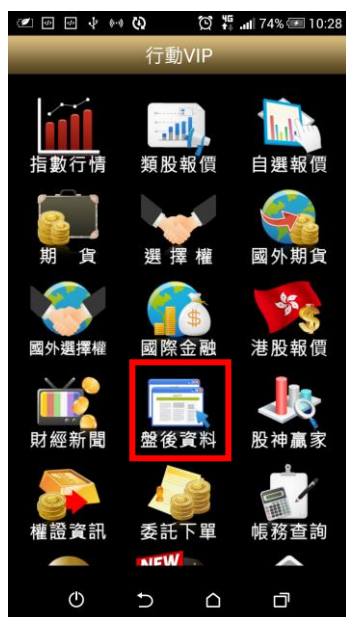 4G
74%
10:28
行動VIP
指數行情
類股報價
自選報價
期 貨
選 擇 權
國外期貨
國外選擇權
國際金融
港股報價
財經新聞
盤後資料
股神贏家
權證資訊
委託下單
帳務查詢
NEW